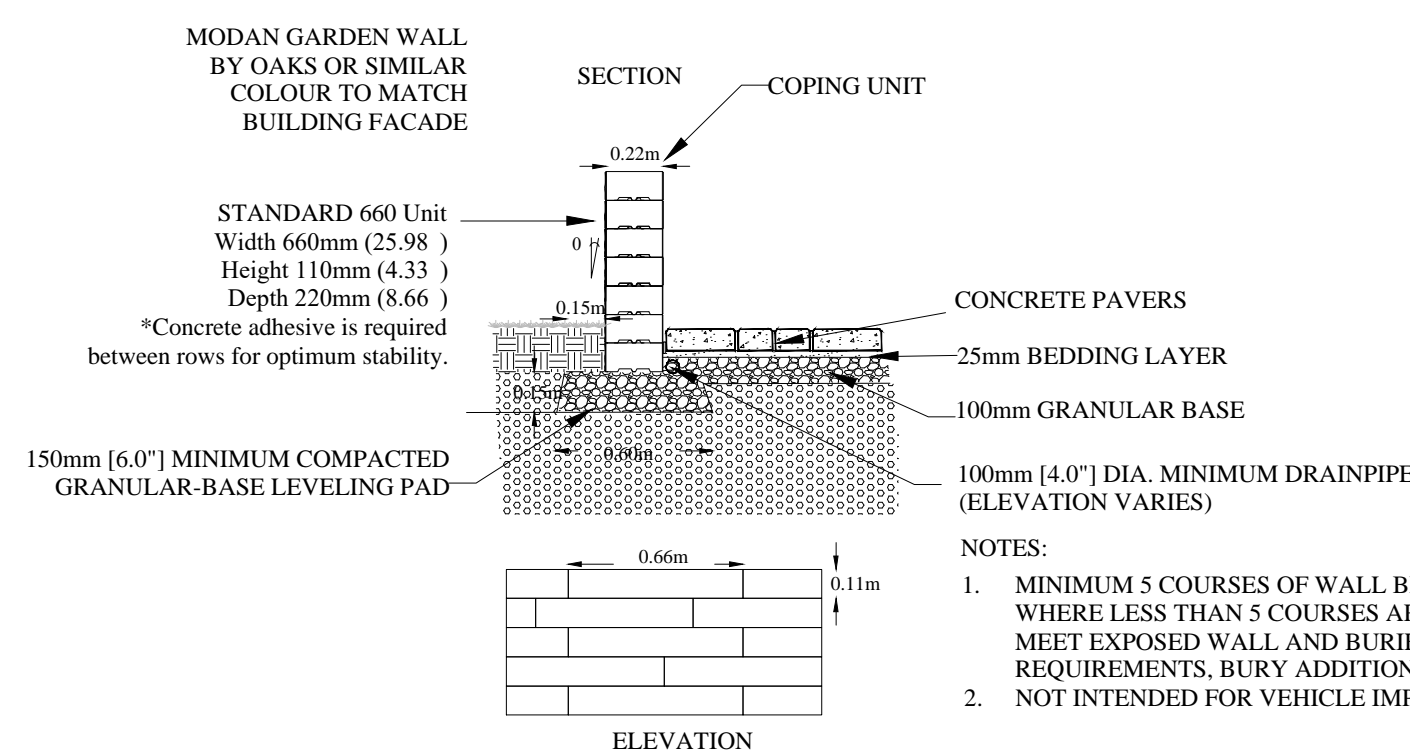 MODAN GARDEN WALL
BY OAKS OR SIMILAR
COLOUR TO MATCH
BUILDING FACADE
SECTION
COPING UNIT
0.22m
STANDARD 660 Unit
Width 660mm (25.98 )
Height 110mm (4.33 )
Depth 220mm (8.66 )
*Concrete adhesive is required
between rows for optimum stability.
0
0.15m
CONCRETE PAVERS
25mm BEDDING LAYER
0.15m
100mm GRANULAR BASE
150mm [6.0"] MINIMUM COMPACTED
GRANULAR-BASE LEVELING PAD
0.60m
100mm [4.0"] DIA. MINIMUM DRAINPIPE
(ELEVATION VARIES)
NOTES:
1. MINIMUM 5 COURSES OF WALL
WHERE LESS THAN 5 COURSES
MEET EXPOSED WALL AND
REQUIREMENTS, BURY
2. NOT INTENDED FOR VEHICLE
0.66m
0.11m
ELEVATION